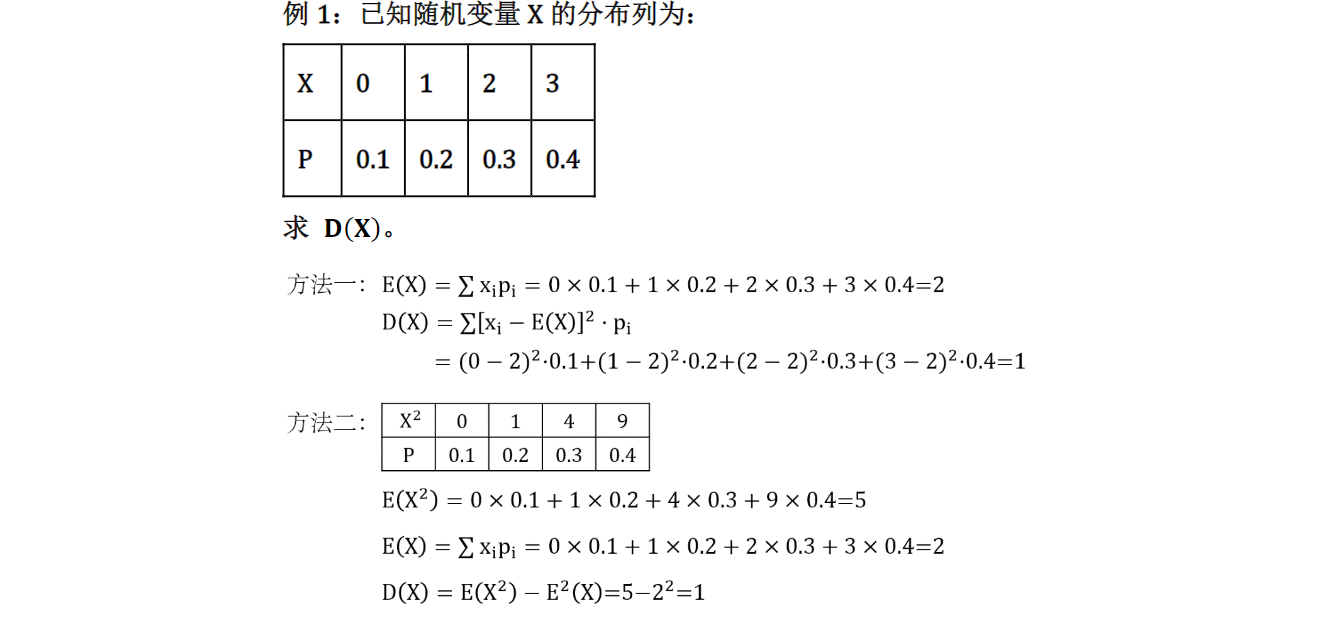 例 1：已知随机变量 X 的分布列为：
X 0 1 2 3
P 0.1 0.2 0.3 0.4
求 D(X)。
方法一：E(X) = ∑ xᵢpᵢ = 0 × 0.1 + 1 × 0.2 + 2 × 0.3 + 3 × 0.4=2
D(X) = ∑[xᵢ − E(X)]² · pᵢ
= (0 − 2)²·0.1+(1 − 2)²·0.2+(2 − 2)²·0.3+(3 − 2)²·0.4=1
方法二：X² 0 1 4 9
P 0.1 0.2 0.3 0.4
E(X²) = 0 × 0.1 + 1 × 0.2 + 4 × 0.3 + 9 × 0.4=5
E(X) = ∑ xᵢpᵢ = 0 × 0.1 + 1 × 0.2 + 2 × 0.3 + 3 × 0.4=2
D(X) = E(X²) − E²(X)=5−2²=1